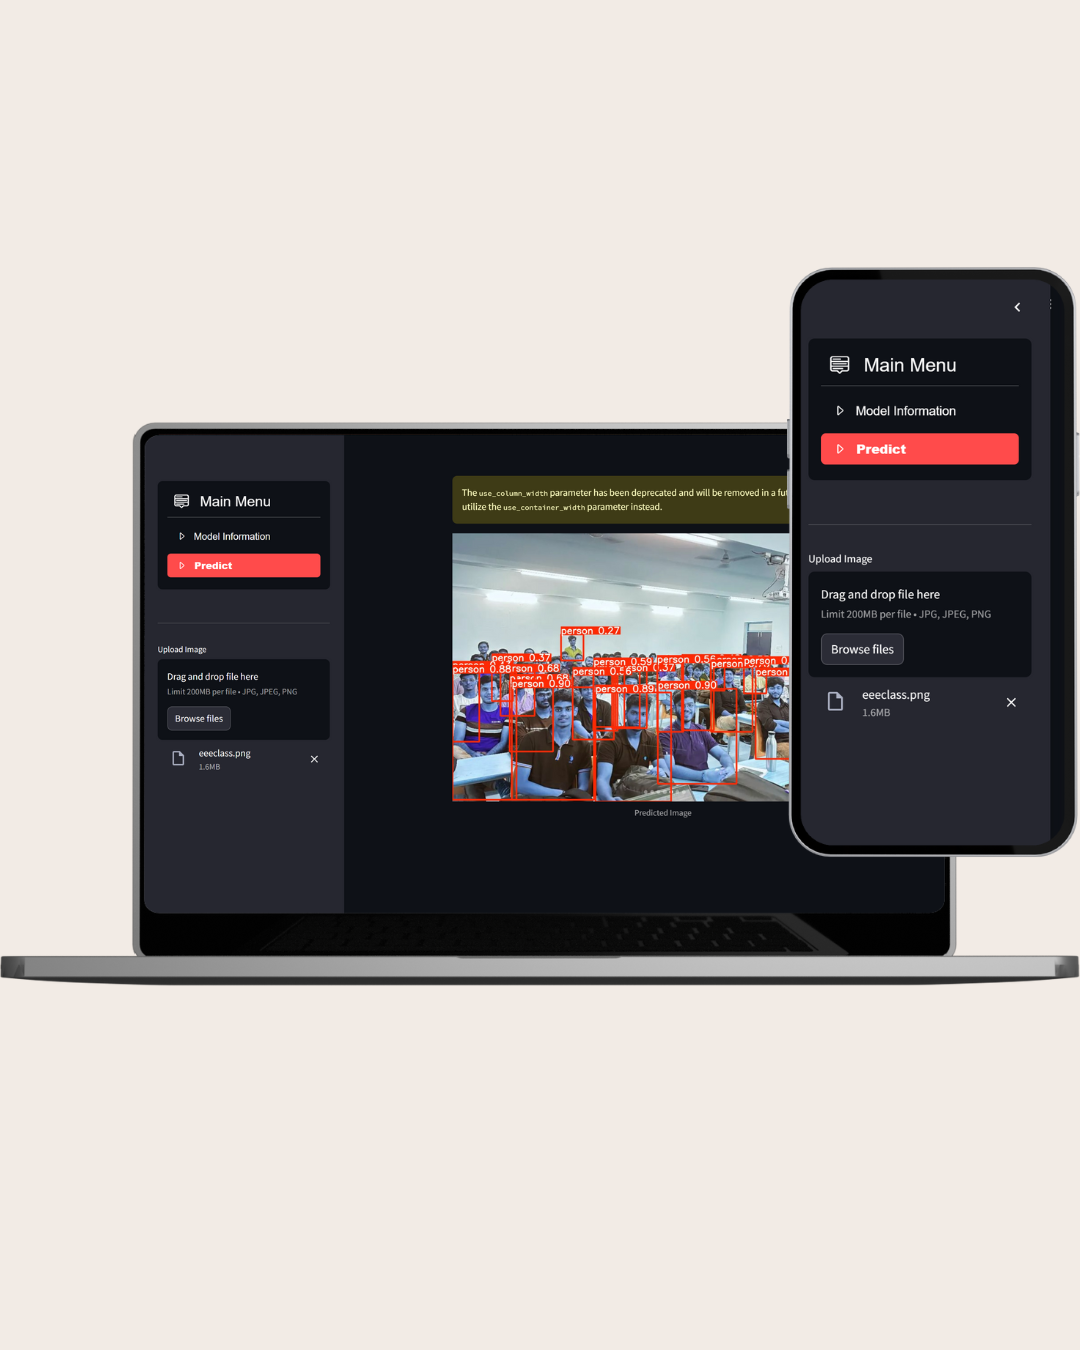 Main Menu
Model Information
Predict
Upload Image
Drag and drop file here
Limit 200MB per file • JPG, JPEG, PNG
Browse files
eeeclass.png
1.6MB
The use_column_width parameter has been deprecated and will be removed in a
utilize the use_container_width parameter instead.
person 0.27
person 0.37
person 0.88
person 0.68
person 0.90
person 0.59
person 0.56
person 0.89
person 0.90
person
person
person
Predicted Image
Main Menu
Model Information
Predict
Upload Image
Drag and drop file here
Limit 200MB per file • JPG, JPEG, PNG
Browse files
eeeclass.png
1.6MB